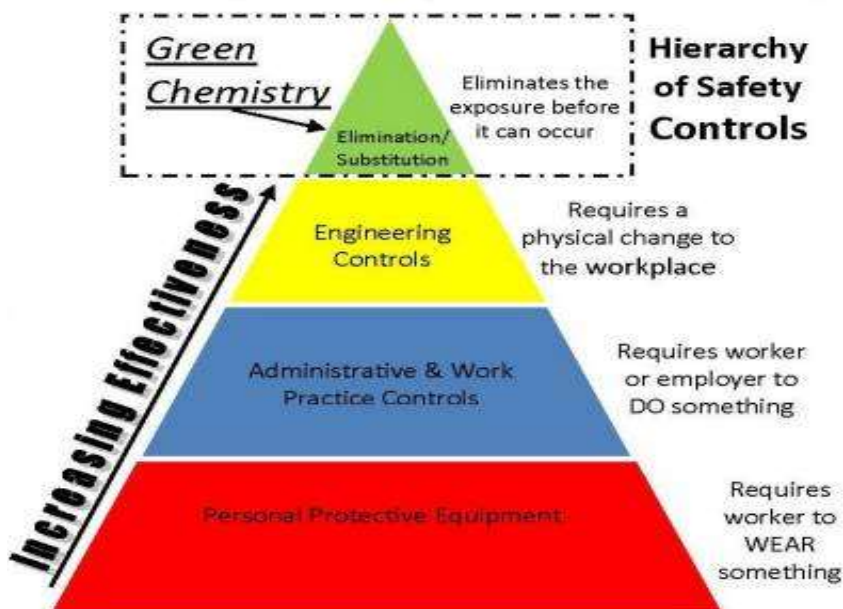 Green
Chemistry
Eliminates the
exposure before
it can occur
Hierarchy
of Safety
Controls
Elimination/
Substitution
Increasing Effectiveness
Engineering
Controls
Requires a
physical change to
the workplace
Administrative & Work
Practice Controls
Requires worker
or employer to
DO something
Personal Protective Equipment
Requires
worker to
WEAR
something